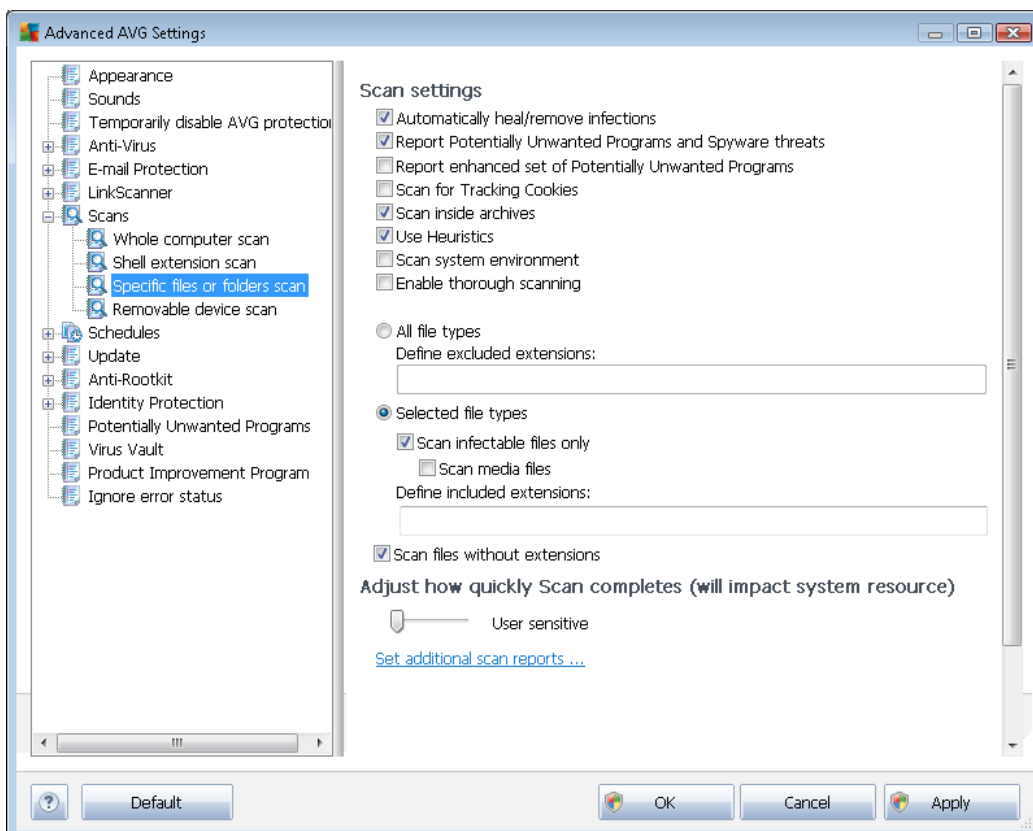 Advanced AVG Settings
Appearance
Sounds
Temporarily disable AVG protection
Anti-Virus
E-mail Protection
LinkScanner
Scans
Whole computer scan
Shell extension scan
Specific files or folders scan
Removable device scan
Schedules
Update
Anti-Rootkit
Identity Protection
Potentially Unwanted Programs
Virus Vault
Product Improvement Program
Ignore error status
Scan settings
Automatically heal/remove infections
Report Potentially Unwanted Programs and Spyware threats
Report enhanced set of Potentially Unwanted Programs
Scan for Tracking Cookies
Scan inside archives
Use Heuristics
Scan system environment
Enable thorough scanning
All file types
Define excluded extensions:
Selected file types
Scan infectable files only
Scan media files
Define included extensions:
Scan files without extensions
Adjust how quickly Scan completes (will impact system resource)
User sensitive
Set additional scan reports ...
?
Default
OK
Cancel
Apply